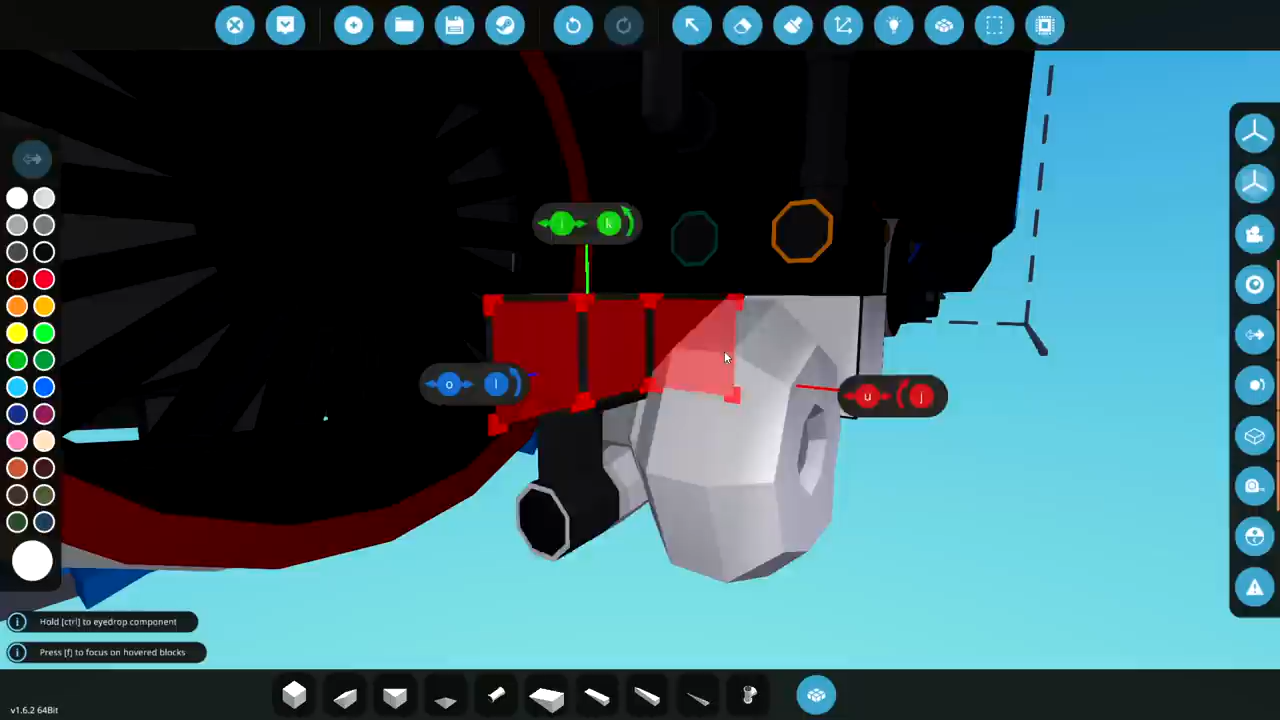 i k
o l
u j
Hold [ctrl] to eyedrop component
Press [f] to focus on hovered blocks
v1.6.2 64Bit